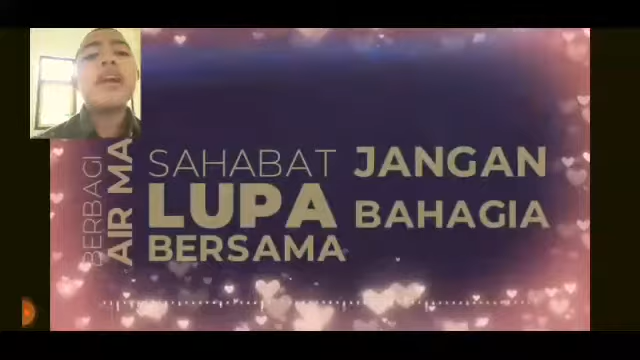 BERBAGI
AIR MA
SAHABAT JANGAN
LUPA BAHAGIA
BERSAMA